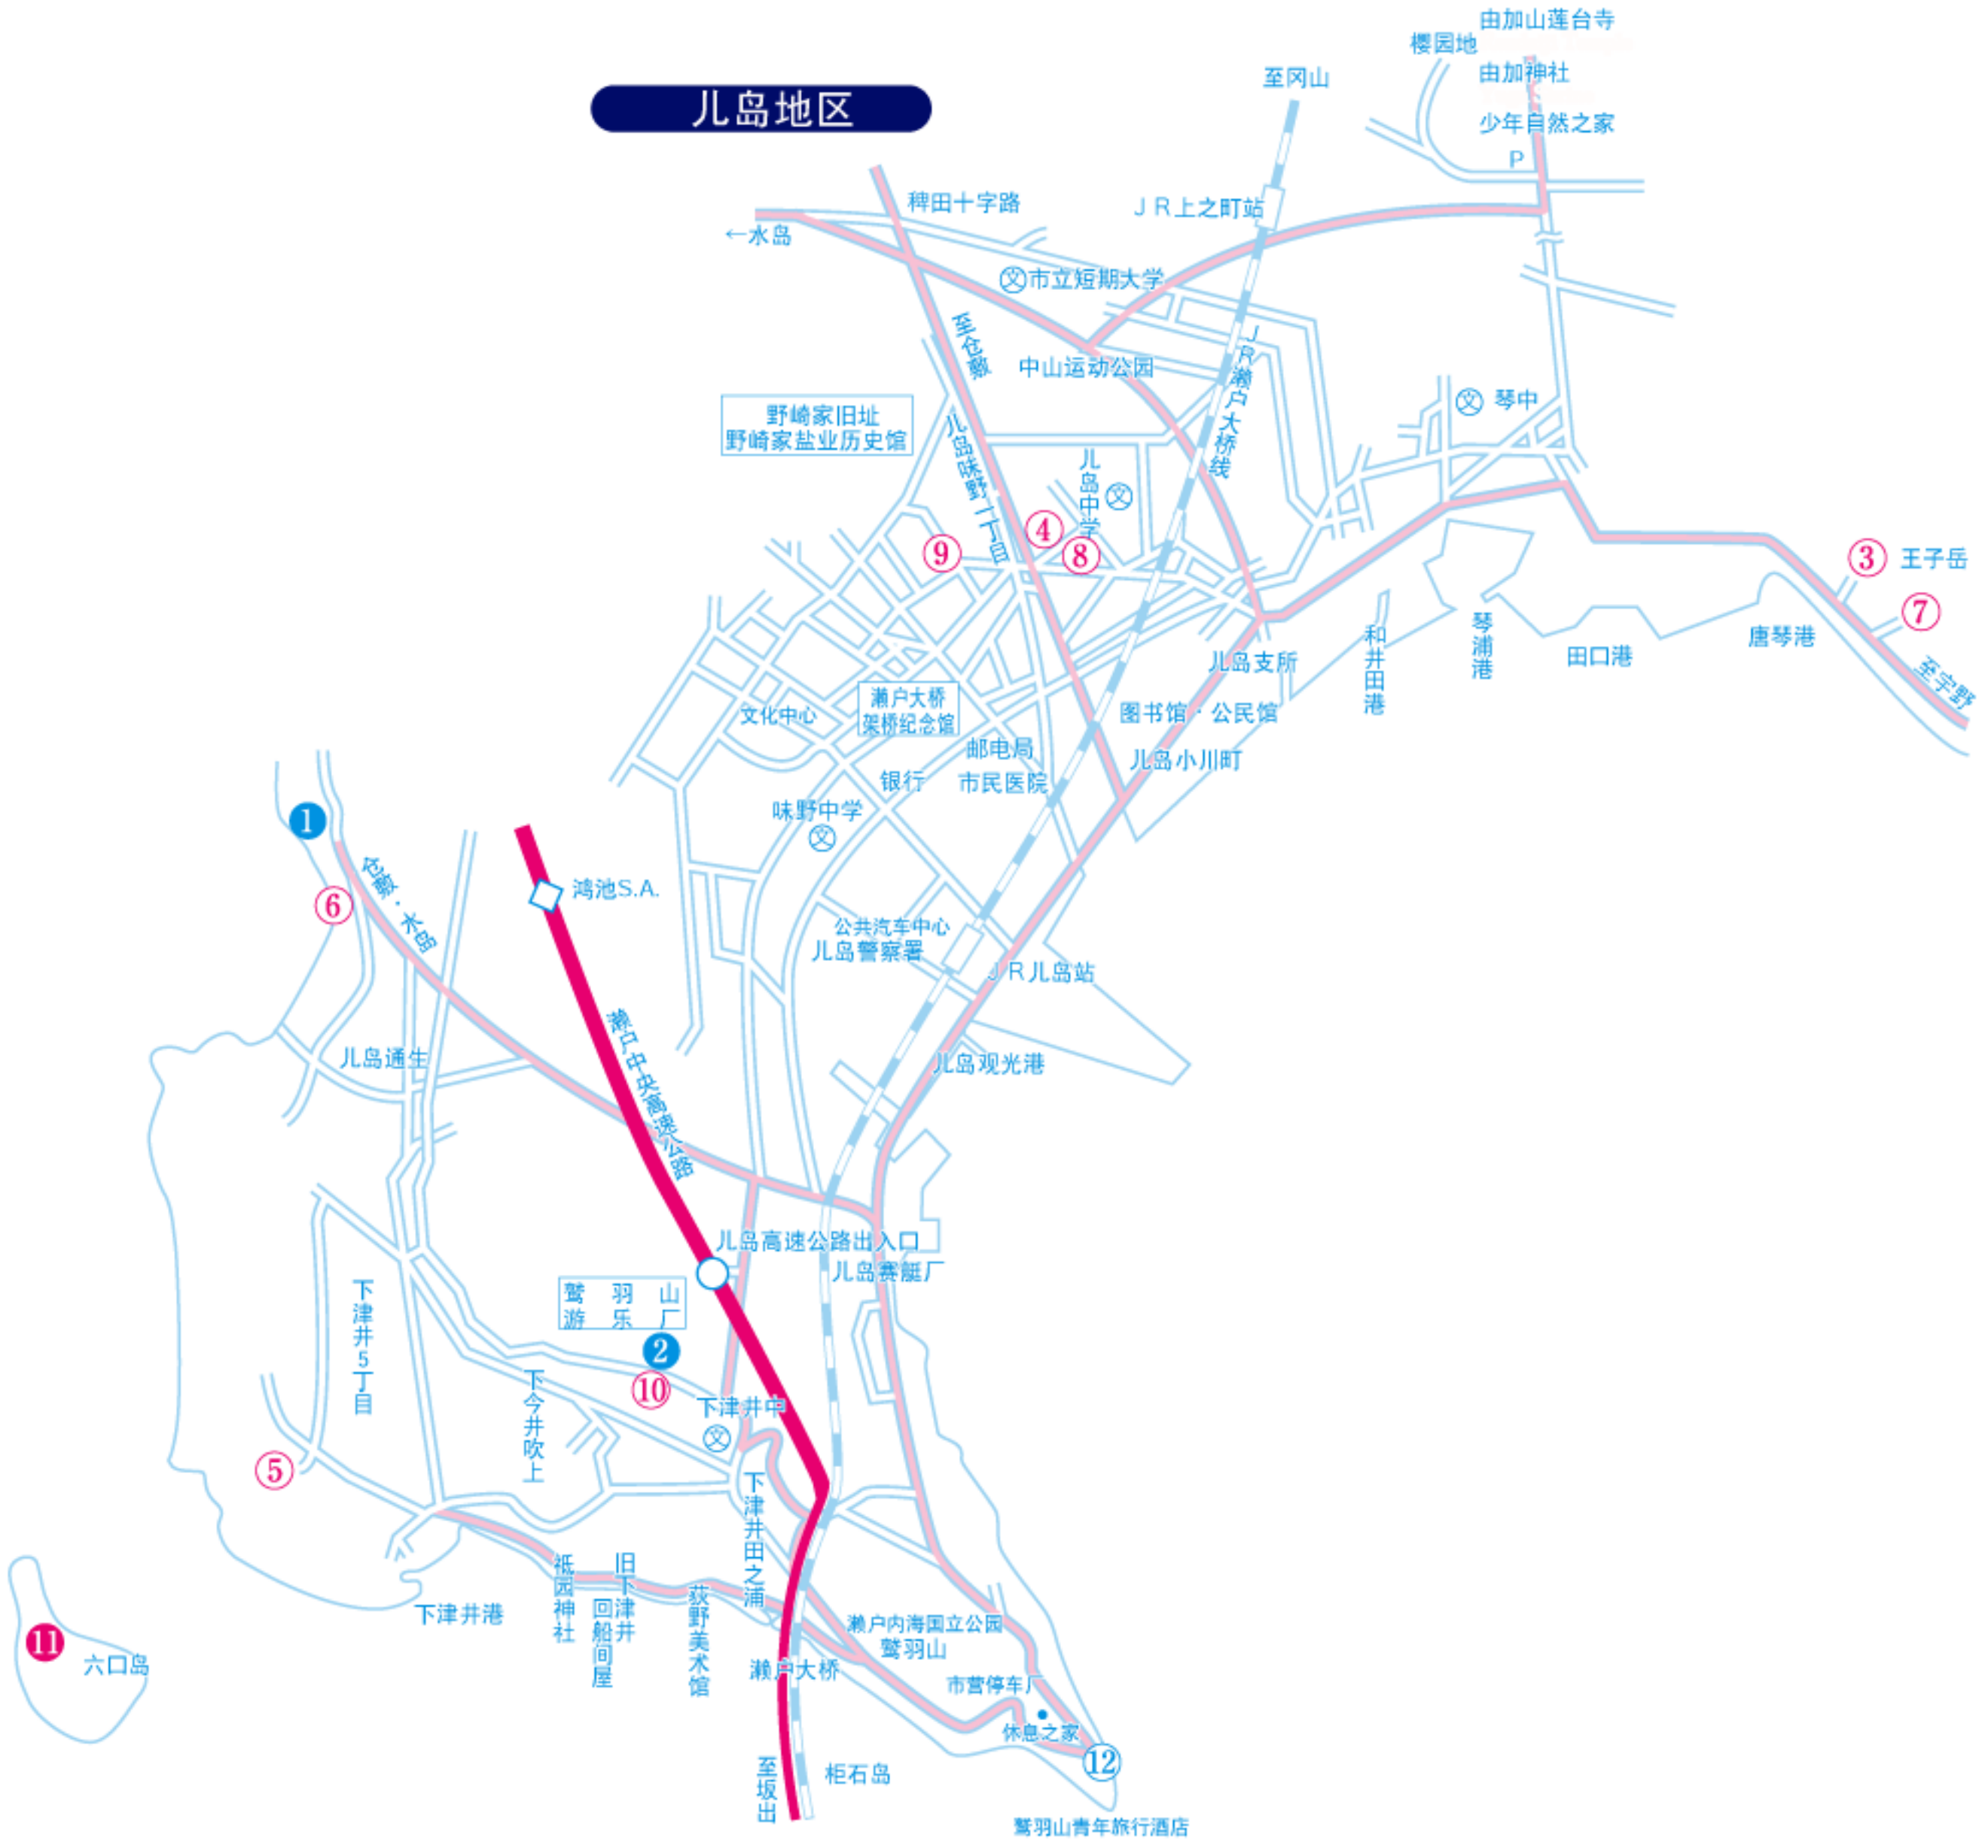 由加山莲台寺
樱园地
由加神社
至冈山
儿岛地区
少年自然之家
P
稗田十字路
JR上之町站
←水岛
文市立短期大学
至仓敷
JR濑户大桥线
中山运动公园
文 琴中
野崎家旧址
野崎家盐业历史馆
儿岛味野一丁目
儿岛中学
文
④
⑧
⑨
③ 王子岳
⑦
至宇野
和井田港
琴浦港
田口港
唐琴港
儿岛支所
濑户大桥
架桥纪念馆
文化中心
图书馆·公民馆
邮电局
儿岛小川町
银行
市民医院
味野中学
文
❶
仓敷·水岛
⑥
鸿池S.A.
公共汽车中心
儿岛警察署
JR儿岛站
濑户中央高速公路
儿岛通生
儿岛观光港
儿岛高速公路出入口
儿岛赛艇厂
鹫羽山
游乐厂
❷
⑩
下津井5丁目
下今井吹上
下津井中
文
⑤
下津井田之浦
祗园神社
旧下津井
回船间屋
荻野美术馆
下津井港
濑户内海国立公园
鹫羽山
⓫
六口岛
濑户大桥
市营停车厂
休息之家
⑫
至坂出
柜石岛
鹫羽山青年旅行酒店